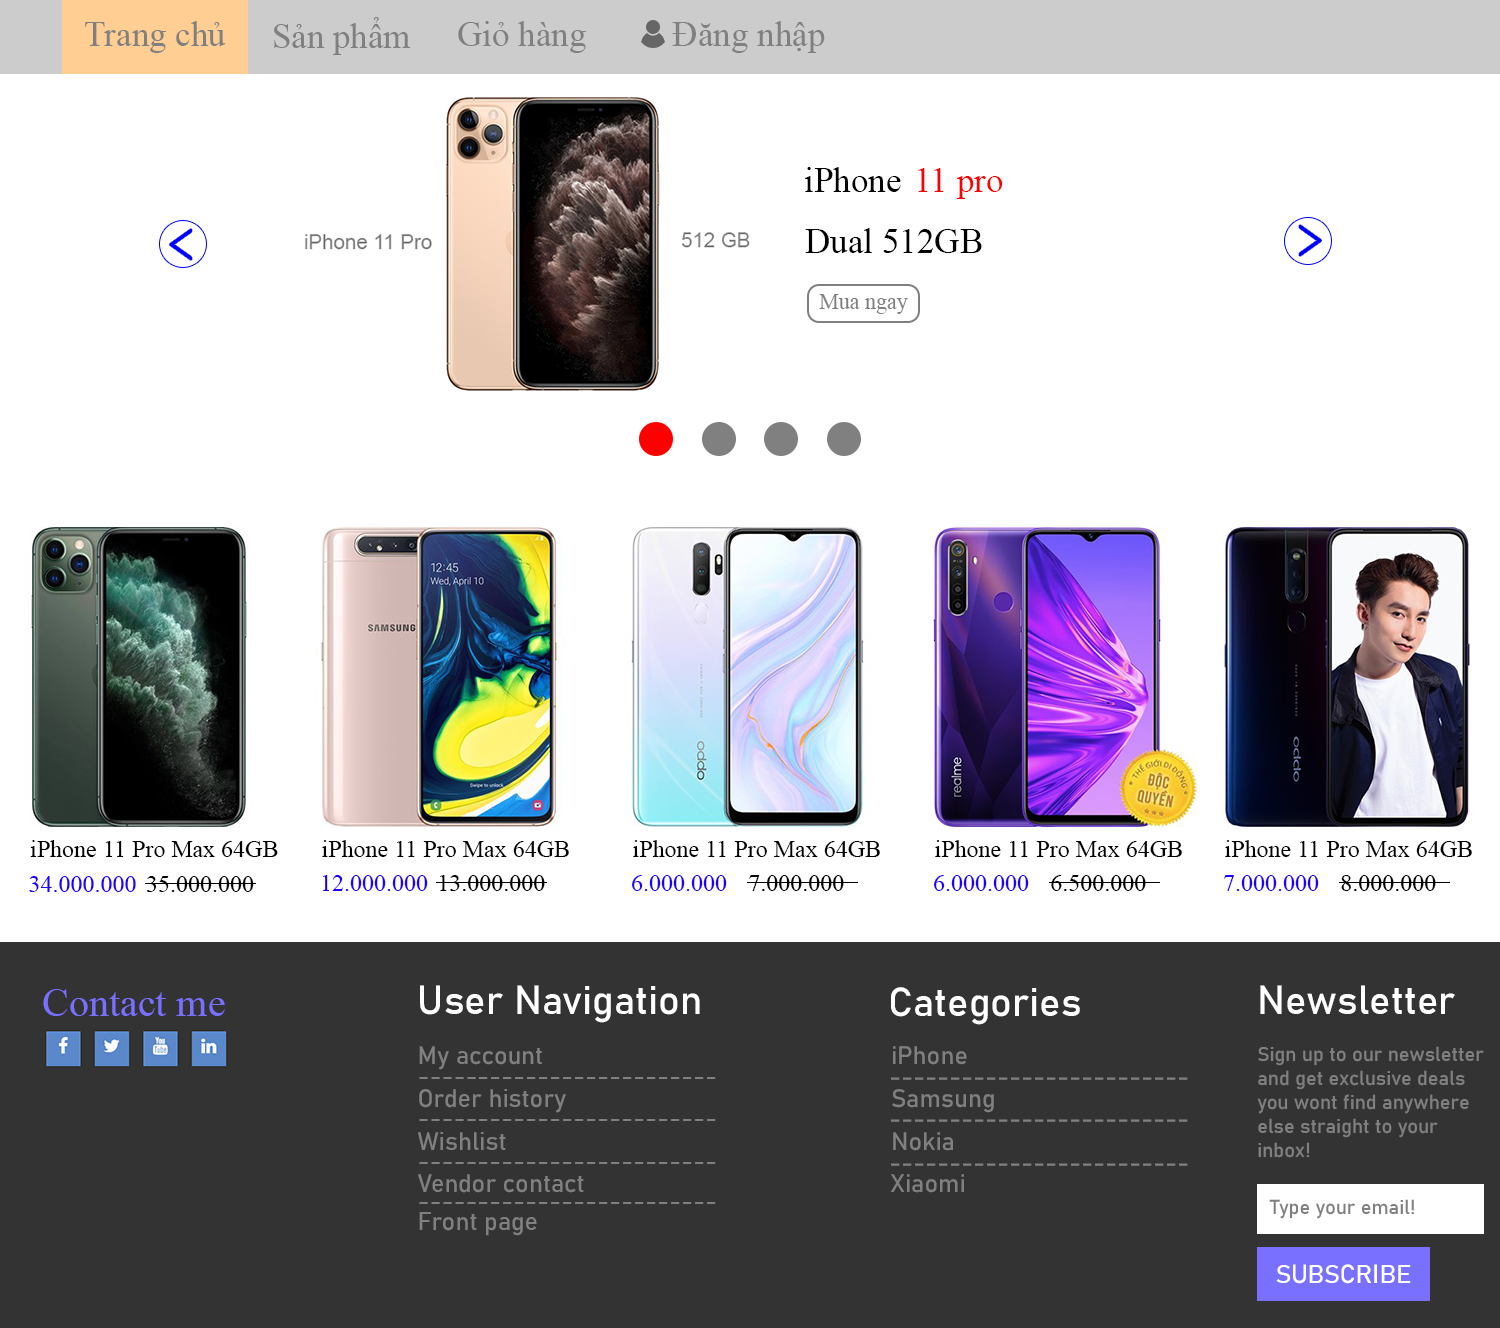 Trang chủ
Sản phẩm
Giỏ hàng
Đăng nhập
iPhone 11 pro
iPhone 11 Pro
512 GB
Dual 512GB
Mua ngay
12:45
Wed, April 10
SAMSUNG
Swipe to unlock
oppo
realme
THẾ GIỚI DI ĐỘNG
ĐỘC
QUYỀN
oppo
iPhone 11 Pro Max 64GB
34.000.000 35.000.000
iPhone 11 Pro Max 64GB
12.000.000 13.000.000
iPhone 11 Pro Max 64GB
6.000.000 7.000.000
iPhone 11 Pro Max 64GB
6.000.000 6.500.000
iPhone 11 Pro Max 64GB
7.000.000 8.000.000
Contact me
f
You
Tube
in
User Navigation
My account
Order history
Wishlist
Vendor contact
Front page
Categories
iPhone
Samsung
Nokia
Xiaomi
Newsletter
Sign up to our newsletter
and get exclusive deals
you wont find anywhere
else straight to your
inbox!
Type your email!
SUBSCRIBE